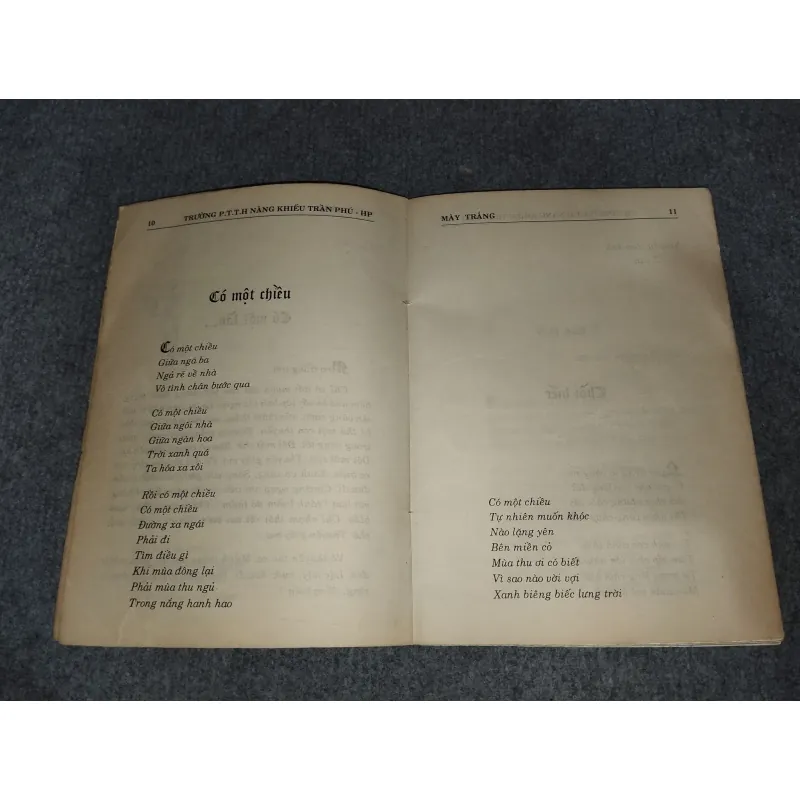 10
TRƯỜNG P.T.T.H NĂNG KHIẾU TRẦN PHÚ - HP
Có một chiều
Có một chiều
Giữa ngã ba
Ngả rẽ về nhà
Vô tình chân bước qua
Có một chiều
Giữa ngôi nhà
Giữa ngàn hoa
Trời xanh quá
Ta hóa xa xôi
Rồi có một chiều
Có một chiều
Đường xa ngái
Phải đi
Tìm điều gì
Khi mùa đông lại
Phải mùa thu ngủ
Trong nắng hanh hao
MÂY TRẮNG
11
Có một chiều
Tự nhiên muốn khóc
Nào lặng yên
Bên miền cỏ
Mùa thu ơi có biết
Vì sao nào vời vợi
Xanh biêng biếc lưng trời